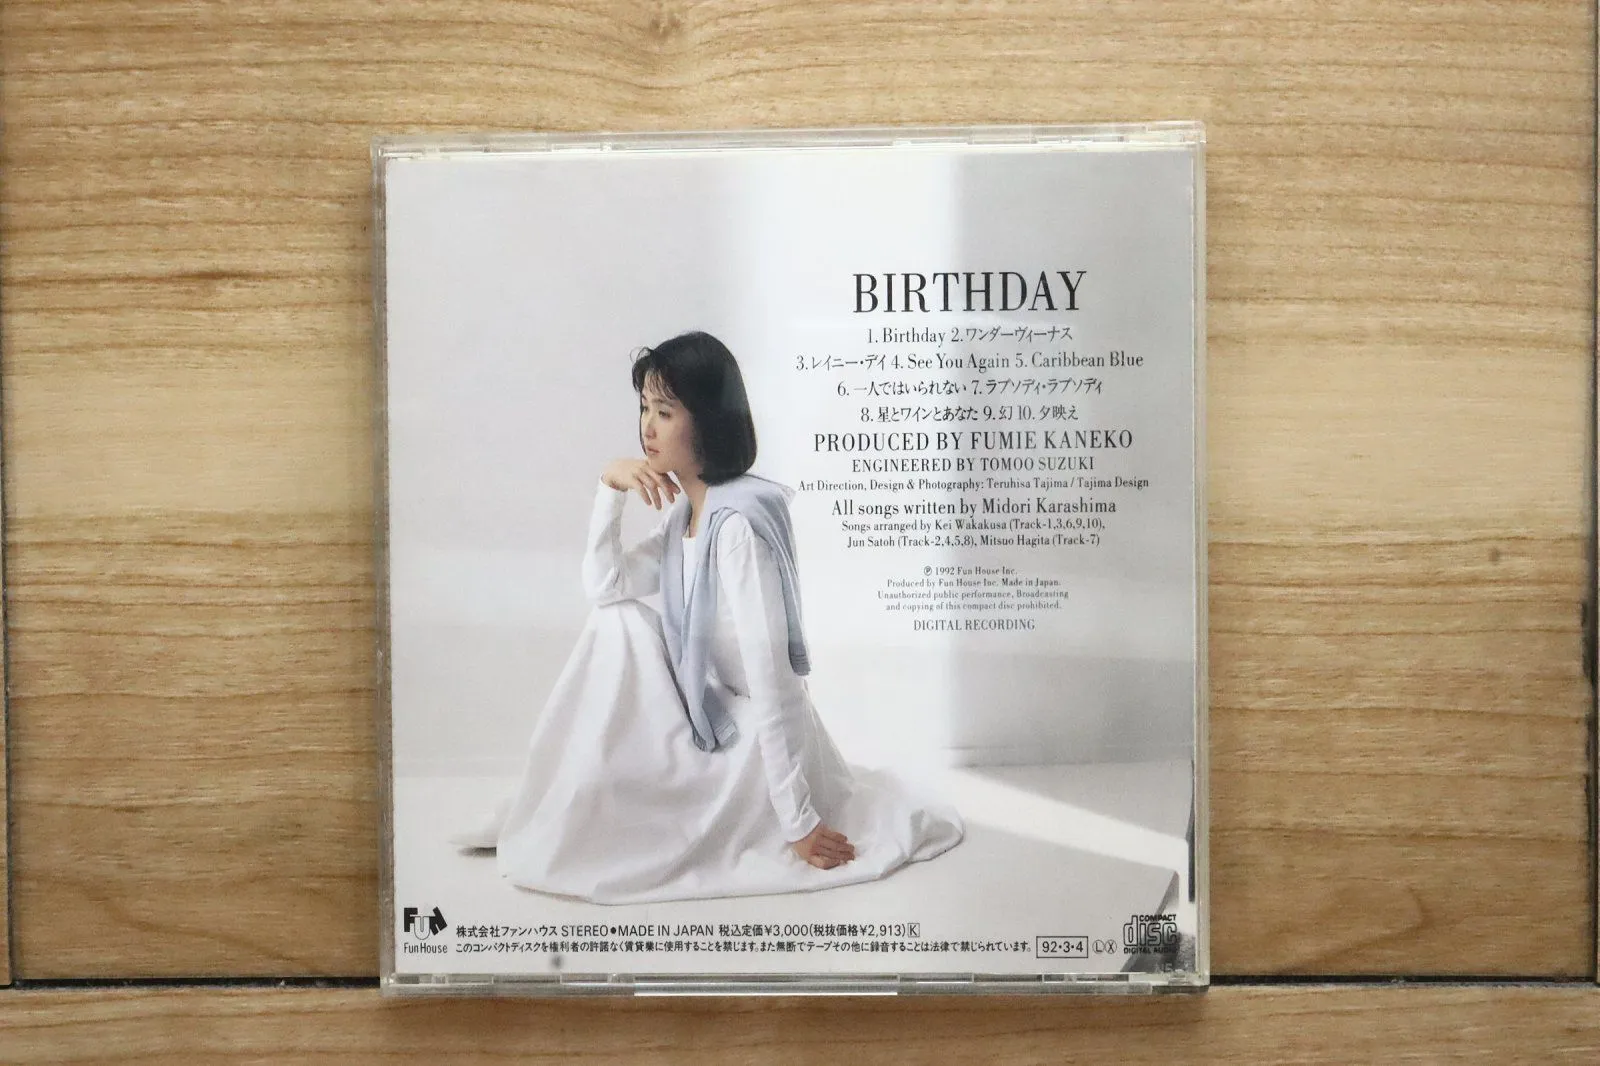 BIRTHDAY
1. Birthday 2. ワンダーヴィーナス
3. レイニー・デイ 4. See You Again 5. Caribbean Blue
6. 一人ではいられない 7. ラプソディ・ラプソディ
8. 星とワインとあなた 9. 幻 10. 夕映え
PRODUCED BY FUMIE KANEKO
ENGINEERED BY TOMOO SUZUKI
Art Direction, Design & Photography: Teruhisa Tajima / Tajima Design
All songs written by Midori Karashima
Songs arranged by Kei Wakakusa (Track-1,3,6,9,10),
Jun Satoh (Track-2,4,5,8), Mitsuo Hagita (Track-7)
Ⓟ 1992 Fun House Inc.
Produced by Fun House Inc. Made in Japan.
Unauthorized public performance, Broadcasting
and copying of this compact disc prohibited.
DIGITAL RECORDING
FUN
FunHouse
株式会社ファンハウス STEREO●MADE IN JAPAN 税込定価¥3,000(税抜価格¥2,913)K
このコンパクトディスクを権利者の許諾なく賃貸業に使用することを禁じます。また無断でテープその他に録音することは法律で禁じられています。
92・3・4 Ⓛ Ⓧ
COMPACT
disc
DIGITAL AUDIO